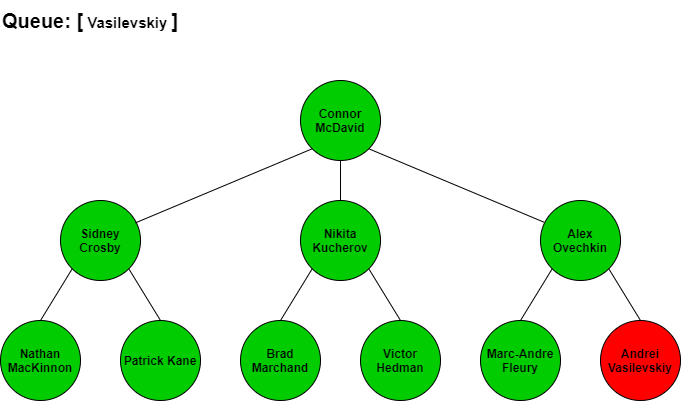 Queue: [ Vasilevskiy ]
Connor
McDavid
Sidney
Crosby
Nikita
Kucherov
Alex
Ovechkin
Nathan
MacKinnon
Patrick Kane
Brad
Marchand
Victor
Hedman
Marc-Andre
Fleury
Andrei
Vasilevskiy